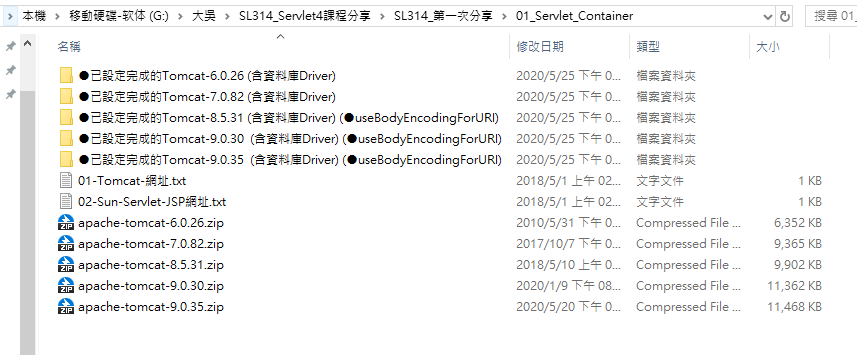 本機 › 移動硬碟-软体 (G:) › 大吳 › SL314_Servlet4課程分享 › SL314_第一次分享 › 01_Servlet_Container 搜尋 01_
名稱 修改日期 類型 大小
●已設定完成的Tomcat-6.0.26 (含資料庫Driver) 2020/5/25 下午 0... 檔案資料夾
●已設定完成的Tomcat-7.0.82 (含資料庫Driver) 2020/5/25 下午 0... 檔案資料夾
●已設定完成的Tomcat-8.5.31 (含資料庫Driver) (●useBodyEncodingForURI) 2020/5/25 下午 0... 檔案資料夾
●已設定完成的Tomcat-9.0.30 (含資料庫Driver) (●useBodyEncodingForURI) 2020/5/25 下午 0... 檔案資料夾
●已設定完成的Tomcat-9.0.35 (含資料庫Driver) (●useBodyEncodingForURI) 2020/5/25 下午 0... 檔案資料夾
01-Tomcat-網址.txt 2018/5/1 上午 02... 文字文件 1 KB
02-Sun-Servlet-JSP網址.txt 2018/5/1 上午 02... 文字文件 1 KB
ZIP apache-tomcat-6.0.26.zip 2010/5/31 下午 0... Compressed File ... 6,352 KB
ZIP apache-tomcat-7.0.82.zip 2017/10/7 下午 0... Compressed File ... 9,365 KB
ZIP apache-tomcat-8.5.31.zip 2018/5/10 上午 0... Compressed File ... 9,902 KB
ZIP apache-tomcat-9.0.30.zip 2020/1/9 下午 08... Compressed File ... 11,362 KB
ZIP apache-tomcat-9.0.35.zip 2020/5/20 下午 0... Compressed File ... 11,468 KB